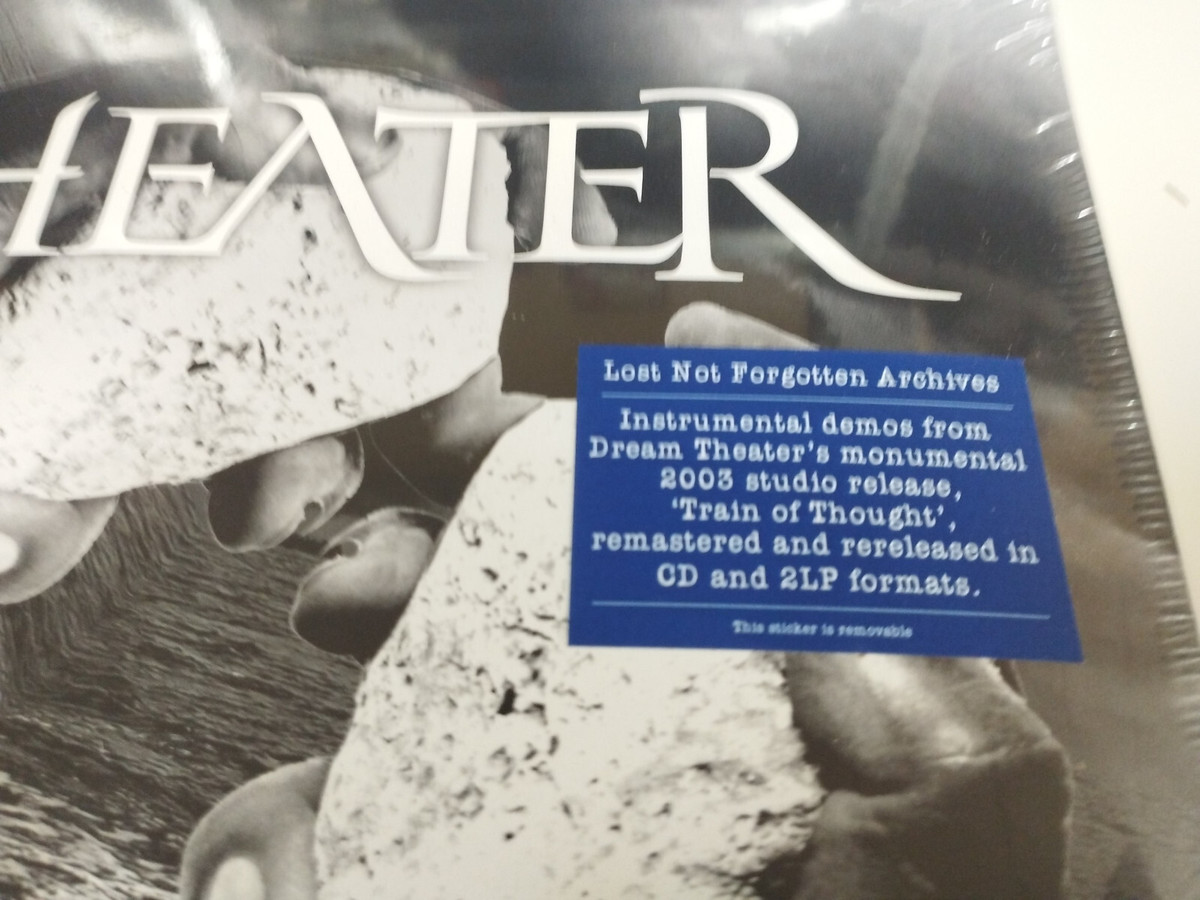 HEATER
Lost Not Forgotten Archives
Instrumental demos from
Dream Theater's monumental
2003 studio release,
‘Train of Thought’,
remastered and rereleased in
CD and 2LP formats.
This sticker is removable